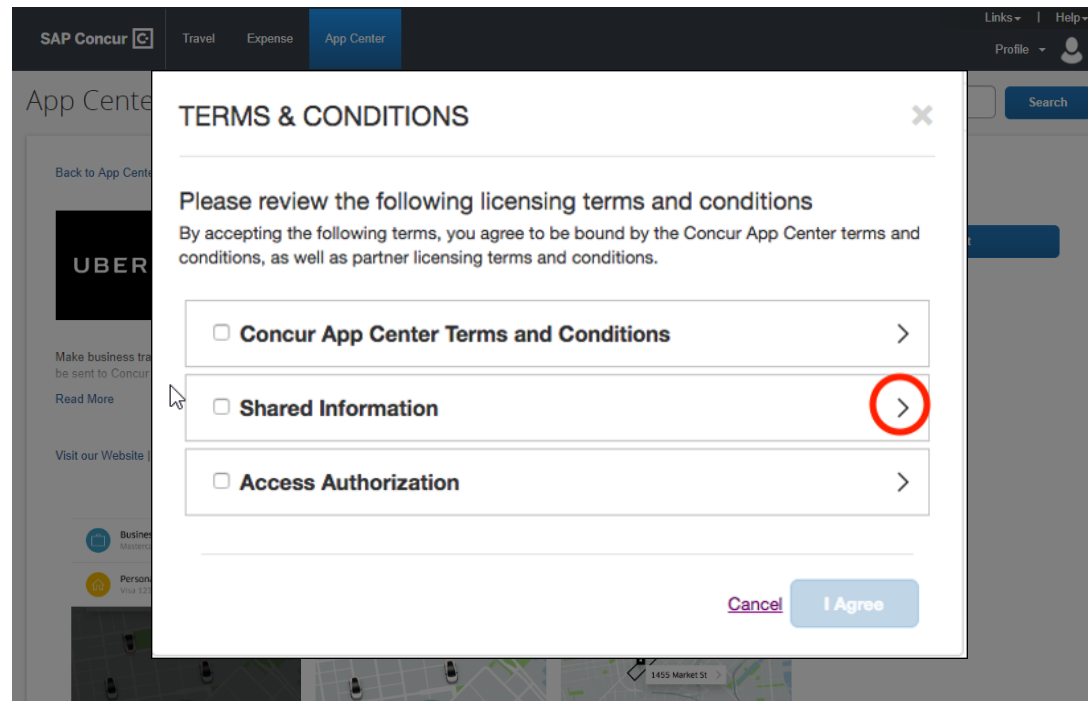 Links | Help
SAP Concur C Travel Expense App Center
Profile
App Cente
Search
TERMS & CONDITIONS
Back to App Cente
Please review the following licensing terms and conditions
By accepting the following terms, you agree to be bound by the Concur App Center terms and
conditions, as well as partner licensing terms and conditions.
UBER
t
Concur App Center Terms and Conditions
Make business tra
be sent to Concur
Read More
Shared Information
Visit our Website |
Access Authorization
Busines
Person
Visa 123
Cancel I Agree
1455 Market St